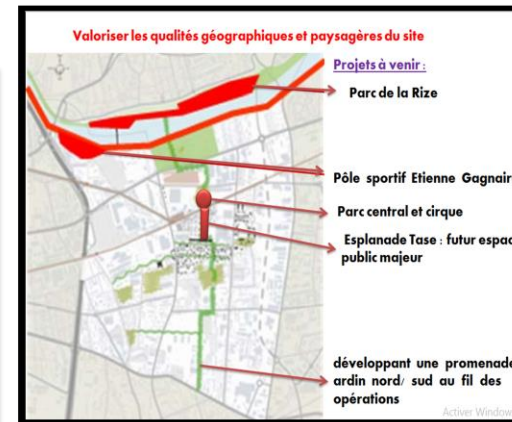 Valoriser les qualités géographiques et paysagères du site
Projets à venir :
Parc de la Rize
Pôle sportif Etienne Gagnair
Parc central et cirque
Esplanade Tase : futur espac
public majeur
développant une promenade
ardin nord/ sud au fil des
opérations
Activer Window